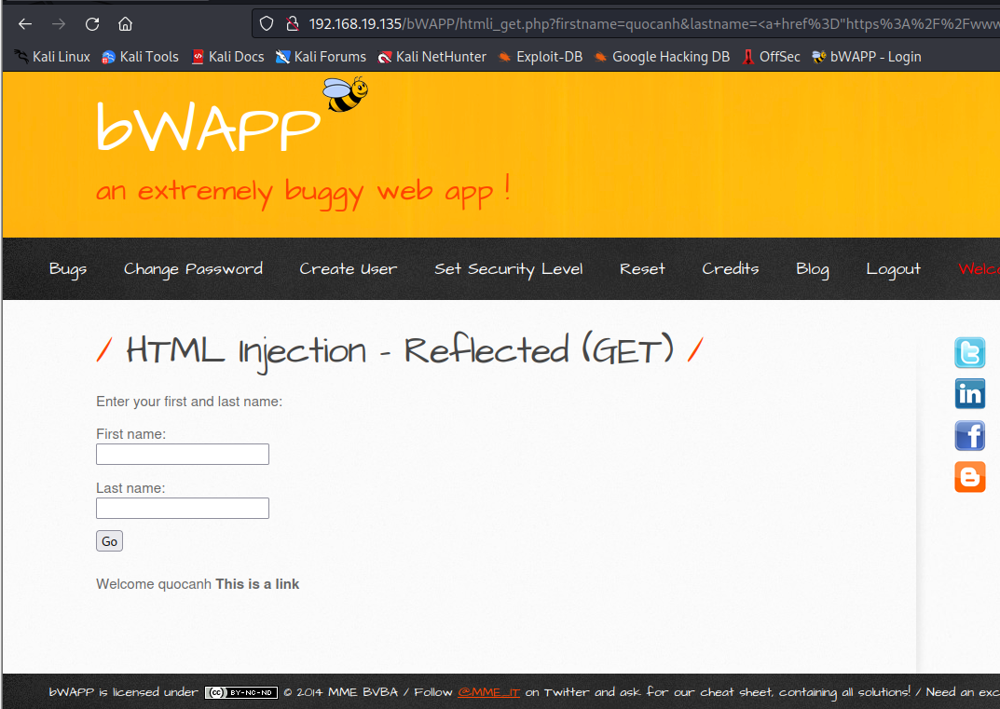 192.168.19.135/bWAPP/htmli_get.php?firstname=quocanh&lastname=<a+href%3D"https%3A%2F%2Fwww
Kali Linux Kali Tools Kali Docs Kali Forums Kali NetHunter Exploit-DB Google Hacking DB OffSec bWAPP - Login
bWAPP
an extremely buggy web app !
Bugs Change Password Create User Set Security Level Reset Credits Blog Logout Welc
/ HTML Injection - Reflected (GET) /
Enter your first and last name:
First name:
Last name:
Go
Welcome quocanh This is a link
bWAPP is licensed under (cc) BY-NC-ND © 2014 MME BVBA / Follow @MME_IT on Twitter and ask for our cheat sheet, containing all solutions! / Need an exc